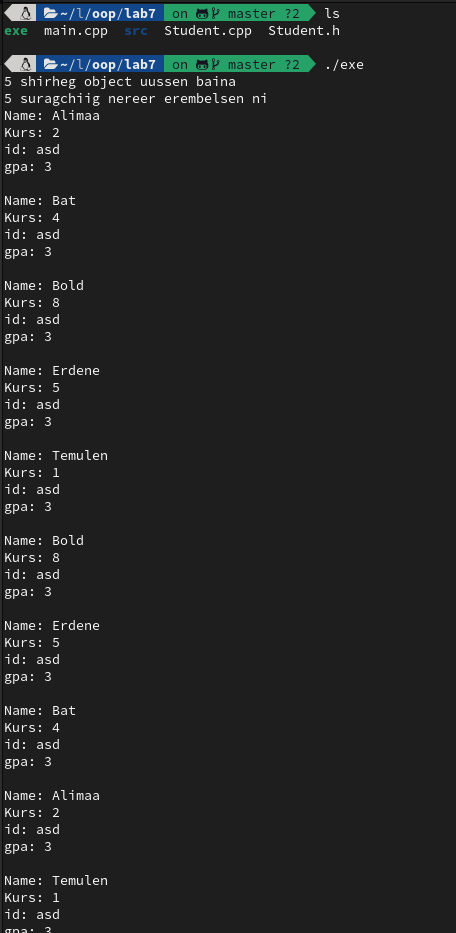 ~/l/oop/lab7 on master ?2 ls
exe main.cpp src Student.cpp Student.h
~/l/oop/lab7 on master ?2 ./exe
5 shirheg object uussen baina
5 suragchiig nereer erembelsen ni
Name: Alimaa
Kurs: 2
id: asd
gpa: 3
Name: Bat
Kurs: 4
id: asd
gpa: 3
Name: Bold
Kurs: 8
id: asd
gpa: 3
Name: Erdene
Kurs: 5
id: asd
gpa: 3
Name: Temulen
Kurs: 1
id: asd
gpa: 3
Name: Bold
Kurs: 8
id: asd
gpa: 3
Name: Erdene
Kurs: 5
id: asd
gpa: 3
Name: Bat
Kurs: 4
id: asd
gpa: 3
Name: Alimaa
Kurs: 2
id: asd
gpa: 3
Name: Temulen
Kurs: 1
id: asd
gpa: 3